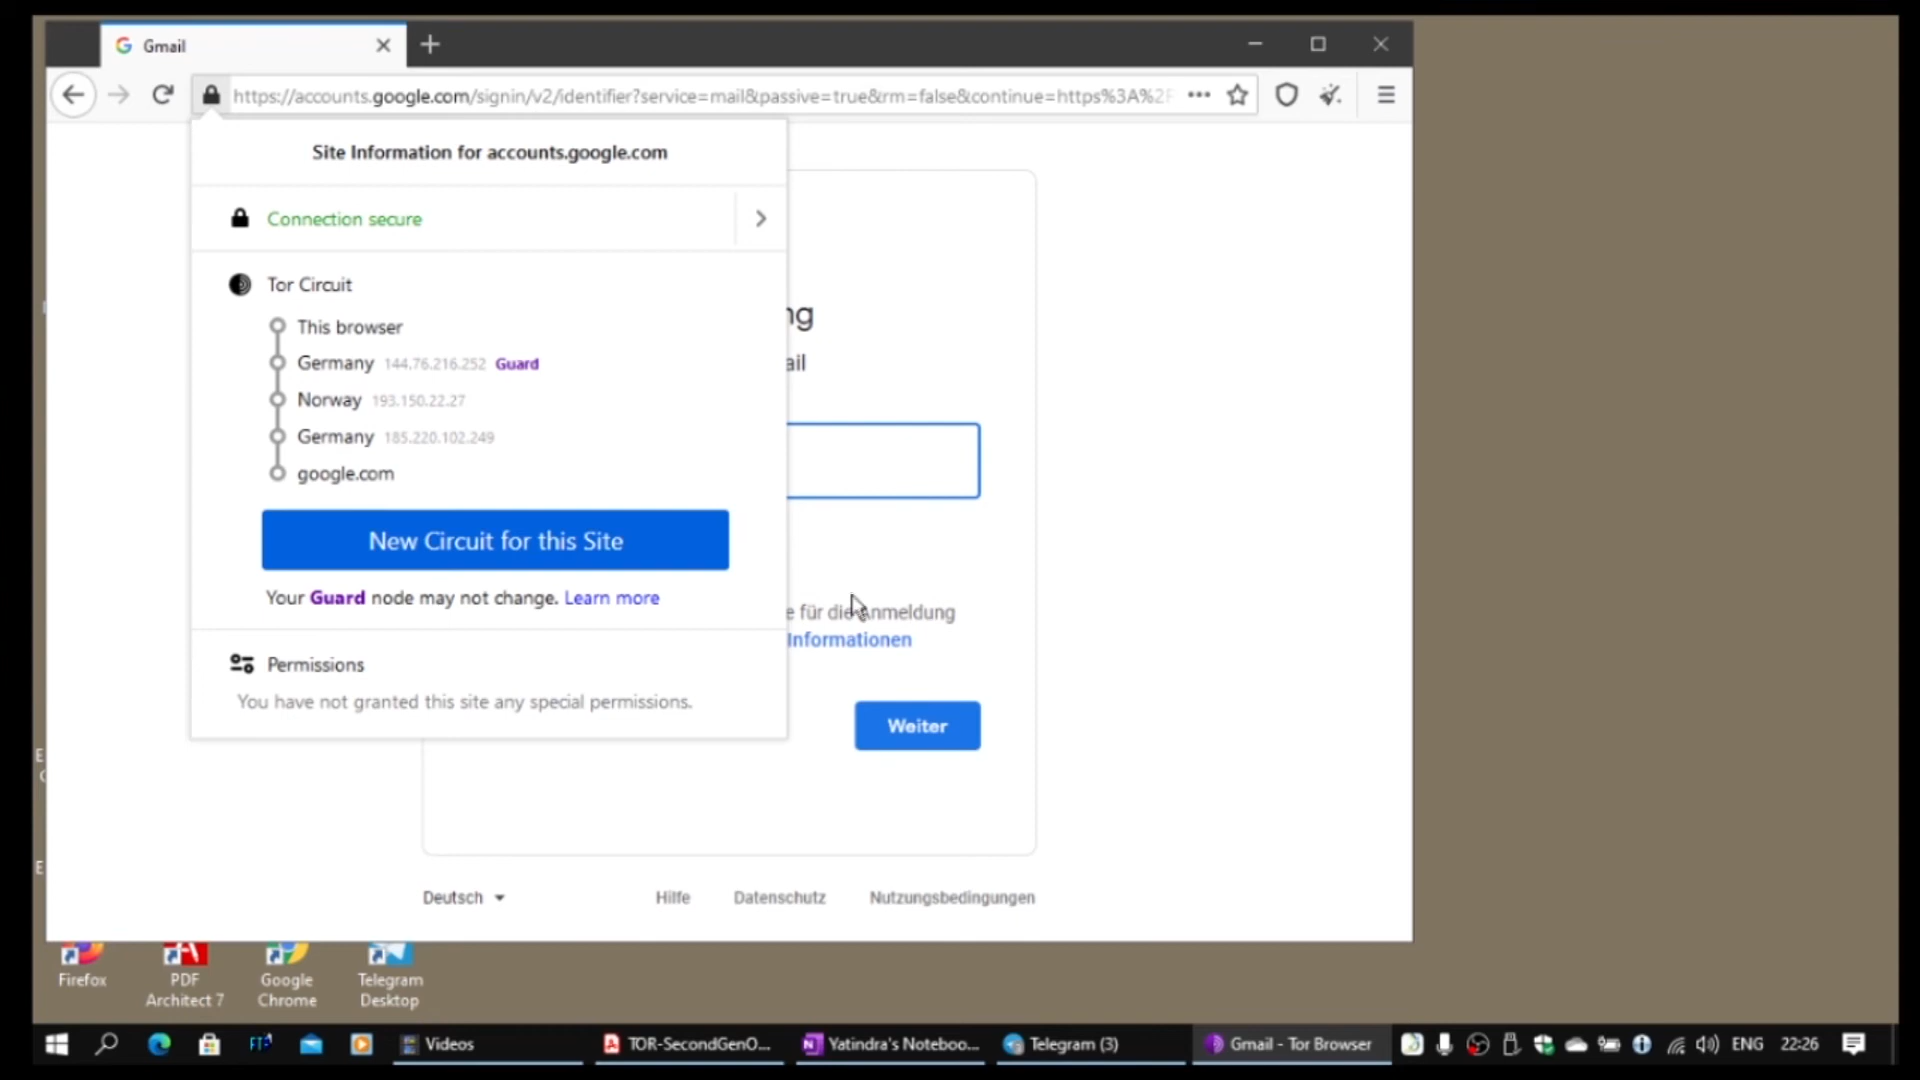 Gmail
https://accounts.google.com/signin/v2/identifier?service=mail&passive=true&rm=false&continue=https%3A%2F
Site Information for accounts.google.com
Connection secure
Tor Circuit
This browser
Germany 144.76.216.252 Guard
Norway 193.150.22.27
Germany 185.220.102.249
google.com
New Circuit for this Site
Your Guard node may not change. Learn more
Permissions
You have not granted this site any special permissions.
ng
ail
e für die Anmeldung
Informationen
Weiter
Deutsch
Hilfe
Datenschutz
Nutzungsbedingungen
Firefox
PDF
Architect 7
Google
Chrome
Telegram
Desktop
Videos
TOR-SecondGenO...
Yatindra's Noteboo...
Telegram (3)
Gmail - Tor Browser
ENG
22:26